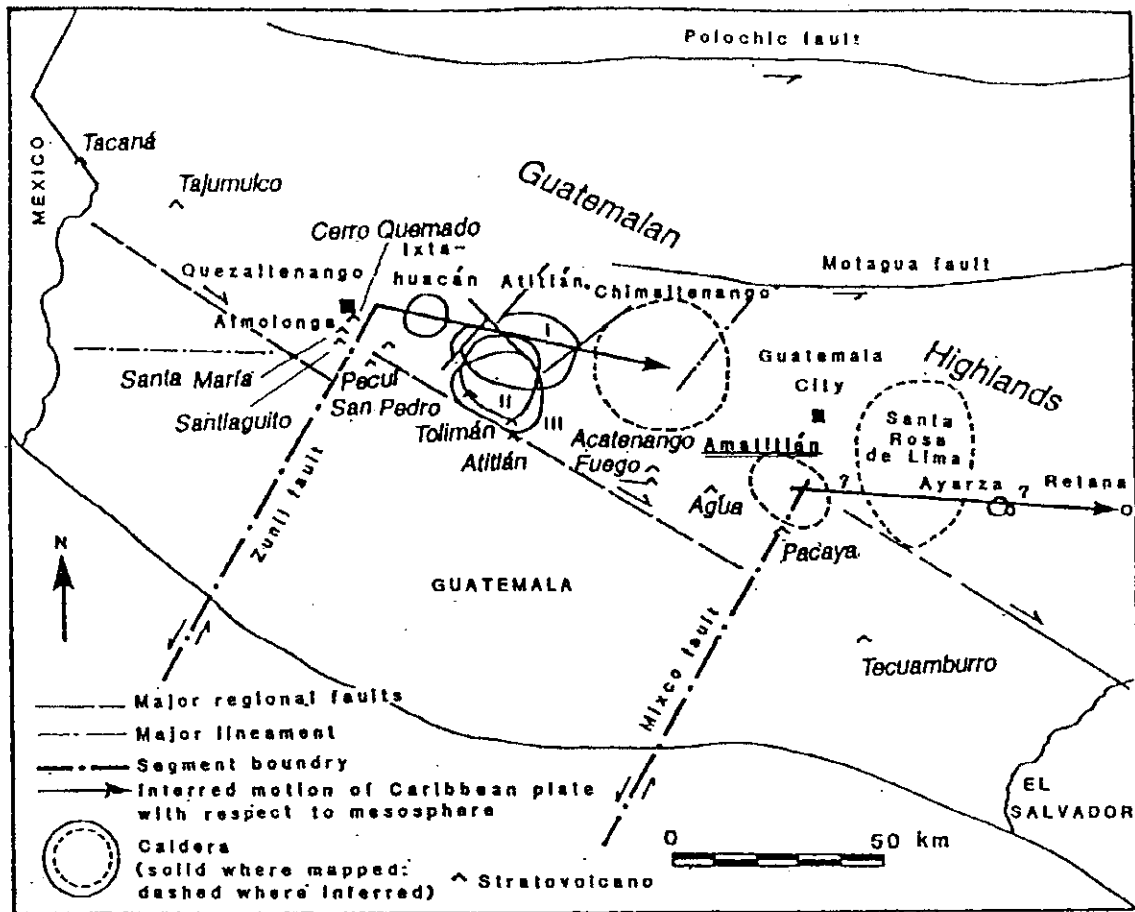 Polochic fault
MEXICO
Tacaná
Tajumulco
Guatemalan
Cerro Quemado
Ixta-
huacán
Quezaltenango
Atitlán
"Chimaltenango"
Motagua fault
Almolonga
I
Guatemala
City
Highlands
Santa María
Pecul
San Pedro
II
III
Santiaguito
Tolimán
Atitlán
Acatenango
Fuego
Amatitlán
Santa
Rosa
de Lima
Agua
?
Ayarza
?
Retana
Pacaya
Zunil fault
N
GUATEMALA
Mixco fault
Tecuamburro
Major regional faults
Major lineament
Segment boundry
Inferred motion of Caribbean plate
with respect to mesosphere
Caldera
(solid where mapped:
dashed where inferred)
Stratovolcano
0
50 km
EL
SALVADOR